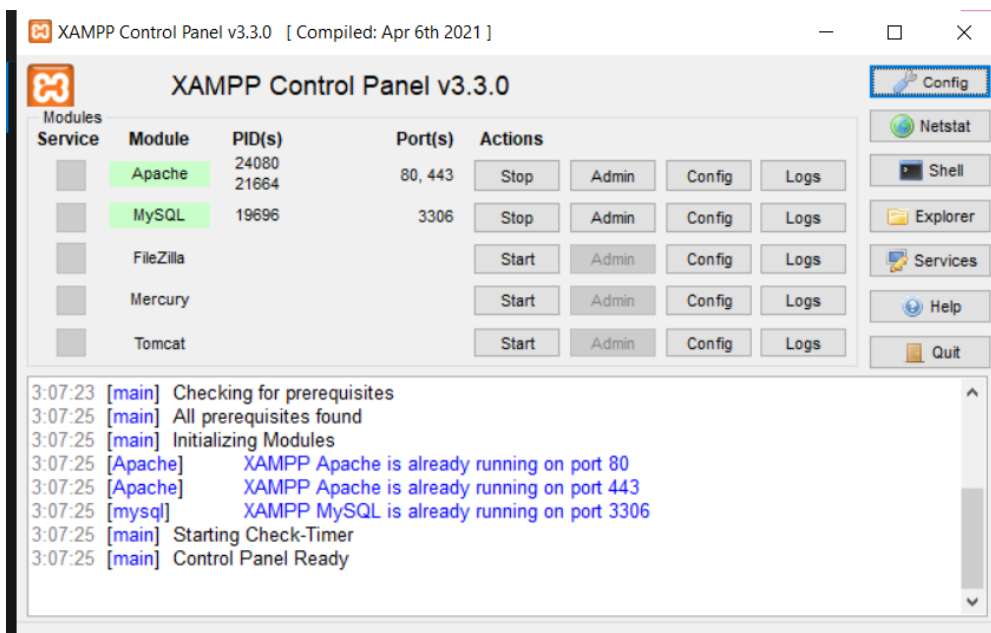 XAMPP Control Panel v3.3.0 [ Compiled: Apr 6th 2021 ]
XAMPP Control Panel v3.3.0
Config
Modules
Service Module PID(s) Port(s) Actions
Netstat
Apache 24080 21664 80, 443 Stop Admin Config Logs
Shell
MySQL 19696 3306 Stop Admin Config Logs
Explorer
FileZilla Start Admin Config Logs
Services
Mercury Start Admin Config Logs
Help
Tomcat Start Admin Config Logs
Quit
3:07:23 [main] Checking for prerequisites
3:07:25 [main] All prerequisites found
3:07:25 [main] Initializing Modules
3:07:25 [Apache] XAMPP Apache is already running on port 80
3:07:25 [Apache] XAMPP Apache is already running on port 443
3:07:25 [mysql] XAMPP MySQL is already running on port 3306
3:07:25 [main] Starting Check-Timer
3:07:25 [main] Control Panel Ready